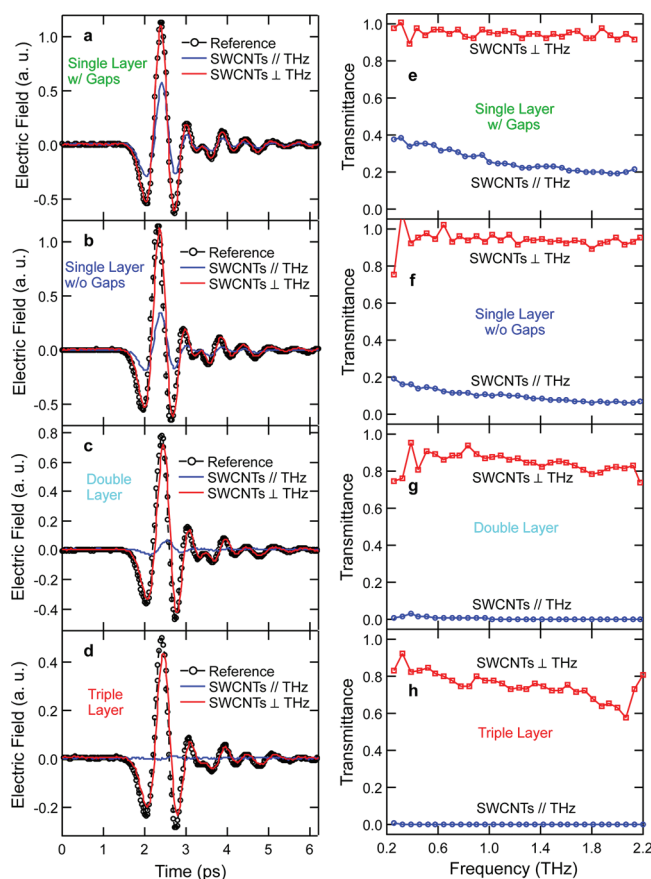 a
Single Layer
w/ Gaps
Reference
SWCNTs // THz
SWCNTs ⊥ THz
Electric Field (a. u.)
1.0
0.5
0.0
-0.5
b
Single Layer
w/o Gaps
Reference
SWCNTs // THz
SWCNTs ⊥ THz
Electric Field (a. u.)
1.0
0.5
0.0
-0.5
c
Double
Layer
Reference
SWCNTs // THz
SWCNTs ⊥ THz
Electric Field (a. u.)
0.8
0.6
0.4
0.2
0.0
-0.2
-0.4
d
Triple
Layer
Reference
SWCNTs // THz
SWCNTs ⊥ THz
Electric Field (a. u.)
0.4
0.2
0.0
-0.2
0 1 2 3 4 5 6
Time (ps)
Transmittance
1.0
0.8
0.6
0.4
0.2
0.0
SWCNTs ⊥ THz
e
Single Layer
w/ Gaps
SWCNTs // THz
Transmittance
1.0
0.8
0.6
0.4
0.2
0.0
SWCNTs ⊥ THz
f
Single Layer
w/o Gaps
SWCNTs // THz
Transmittance
1.0
0.8
0.6
0.4
0.2
0.0
SWCNTs ⊥ THz
g
Double Layer
SWCNTs // THz
Transmittance
1.0
0.8
0.6
0.4
0.2
0.0
SWCNTs ⊥ THz
h
Triple Layer
SWCNTs // THz
0.2 0.6 1.0 1.4 1.8 2.2
Frequency (THz)